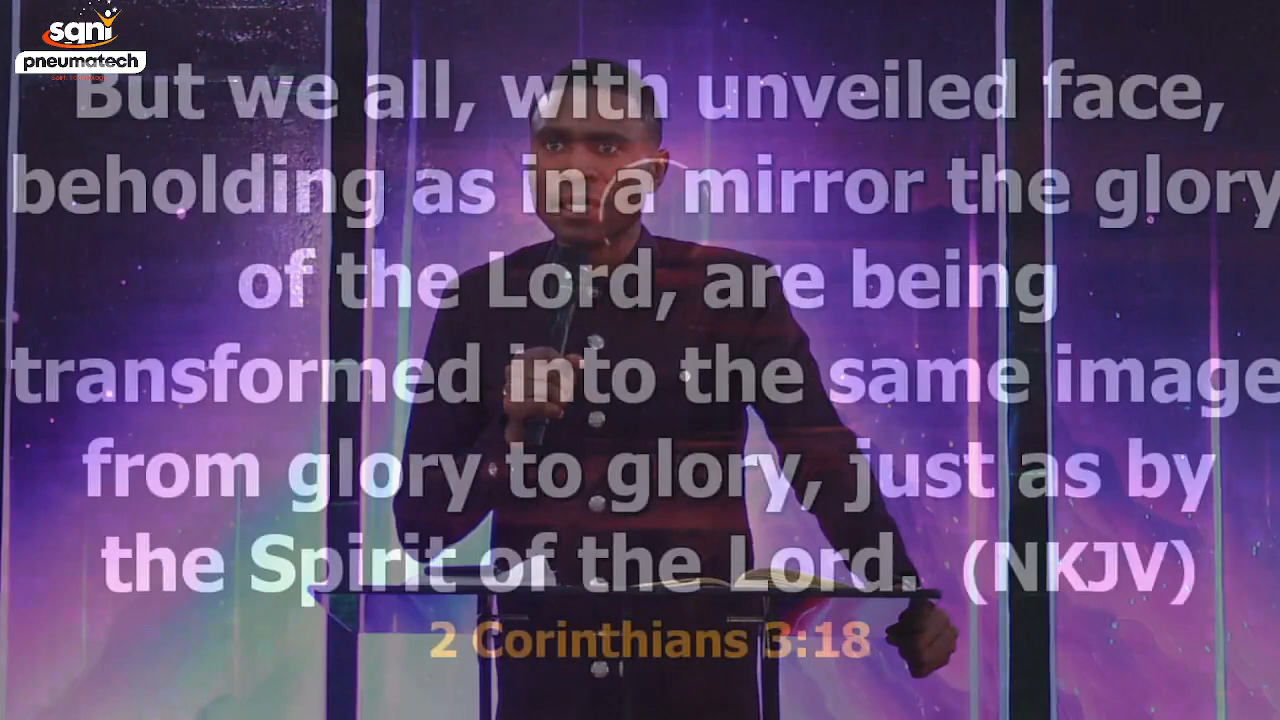 sqni
pneumatech
But we all, with unveiled face,
beholding as in a mirror the glory
of the Lord, are being
transformed into the same image
from glory to glory, just as by
the Spirit of the Lord. (NKJV)
2 Corinthians 3:18